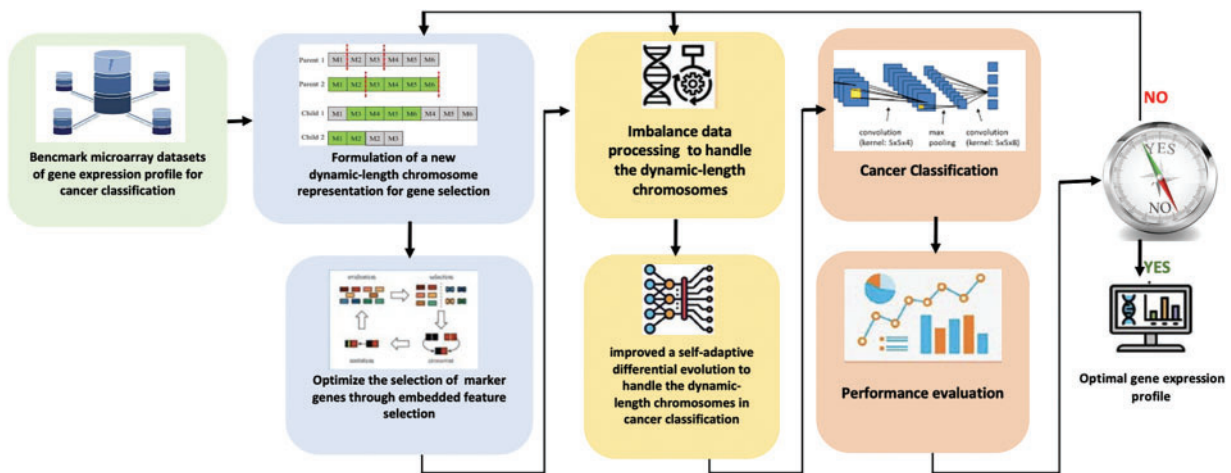 Parent 1 M1 M2 M3 M4 M5 M6
Parent 2 M1 M2 M3 M4 M5 M6
Child 1 M1 M3 M4 M5 M6 M4 M5 M6
Child 2 M1 M2 M2 M3
Bencmark microarray datasets
of gene expression profile for
cancer classification
Formulation of a new
dynamic-length chromosome
representation for gene selection
evaluation
selection
mutation
crossover
Optimize the selection of marker
genes through embedded feature
selection
Imbalance data
processing to handle
the dynamic-length
chromosomes
improved a self-adaptive
differential evolution to
handle the dynamic-
length chromosomes in
cancer classification
convolution
(kernel: 5x5x4)
max
pooling
convolution
(kernel: 5x5x8)
Cancer Classification
Performance evaluation
NO
YES
NO
YES
Optimal gene expression
profile